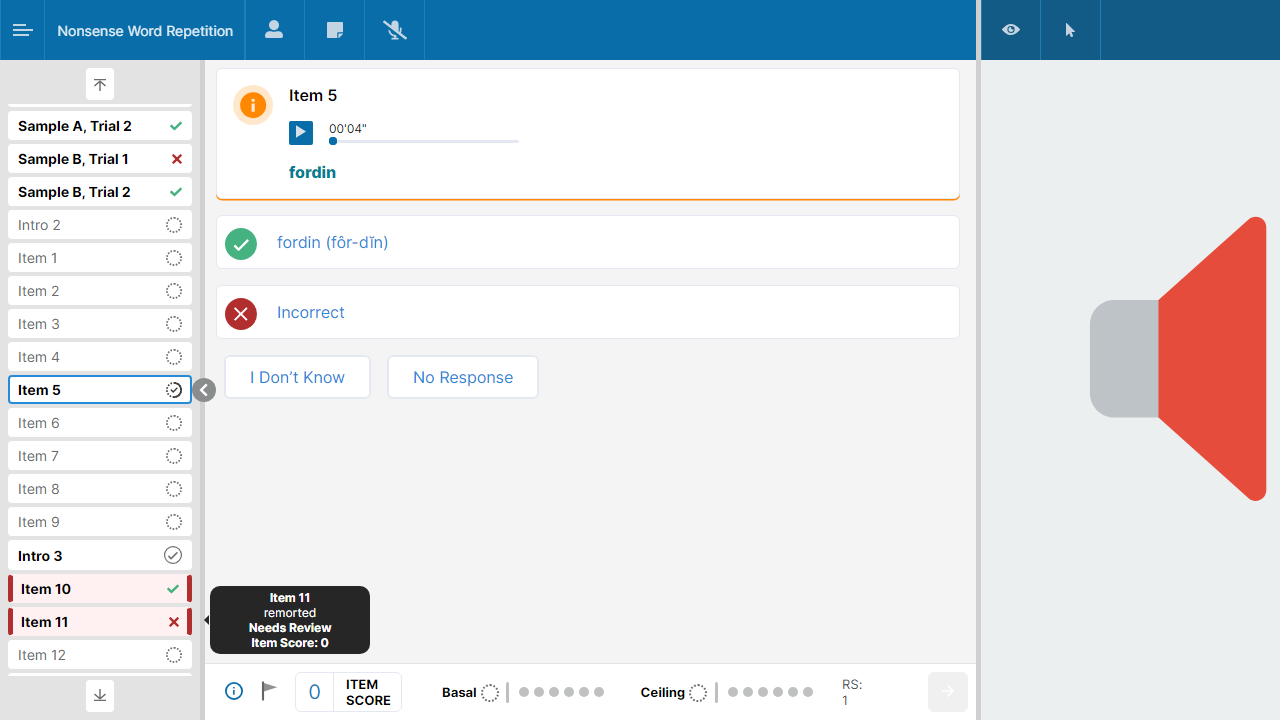 Nonsense Word Repetition
Sample A, Trial 2
Sample B, Trial 1
Sample B, Trial 2
Intro 2
Item 1
Item 2
Item 3
Item 4
Item 5
Item 6
Item 7
Item 8
Item 9
Intro 3
Item 10
Item 11
Item 12
Item 5
00'04"
fordin
fordin (fôr-dĭn)
Incorrect
I Don’t Know
No Response
Item 11
remorted
Needs Review
Item Score: 0
0
ITEM
SCORE
Basal
Ceiling
RS:
1